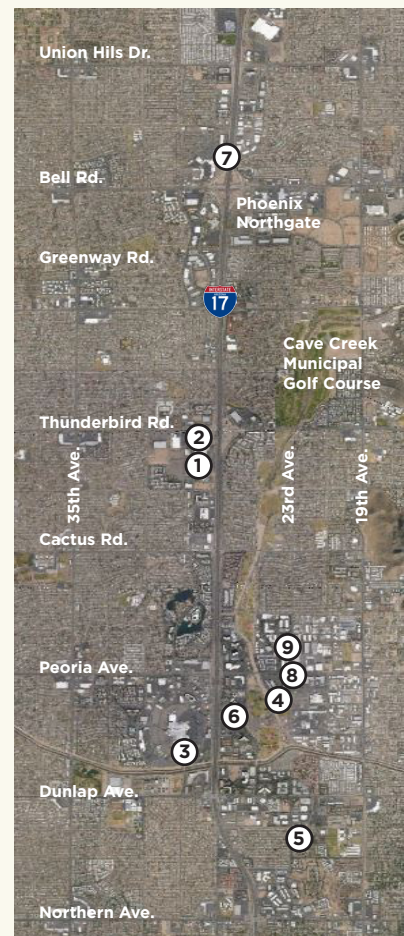 Union Hils Dr.
7
Bell Rd.
Phoenix
Northgate
Greenway Rd.
INTERSTATE
17
Cave Creek
Municipal
Golf Course
Thunderbird Rd.
2
1
35th Ave.
23rd Ave.
19th Ave.
Cactus Rd.
9
Peoria Ave.
8
4
6
3
Dunlap Ave.
5
Northern Ave.